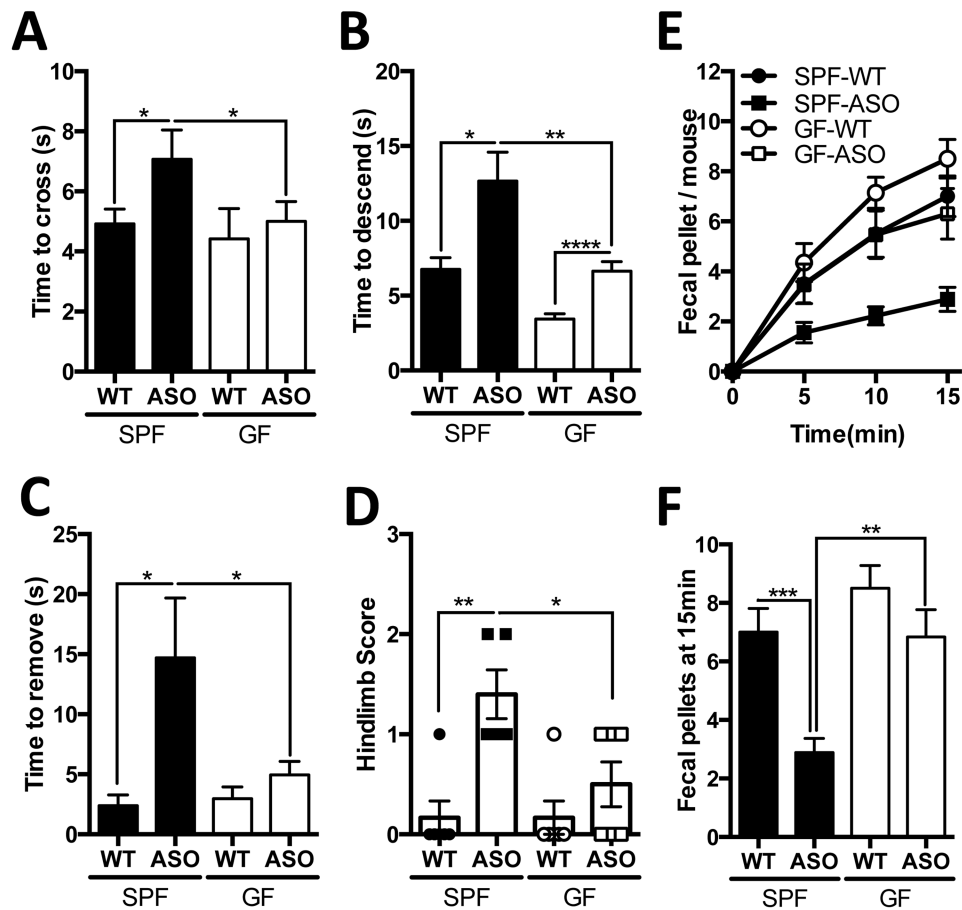 A
Time to cross (s)
10
8
6
4
2
0
*
*
WT ASO WT ASO
SPF GF
B
Time to descend (s)
20
15
10
5
0
*
**
****
WT ASO WT ASO
SPF GF
E
Fecal pellet / mouse
12
10
8
6
4
2
0
SPF-WT
SPF-ASO
GF-WT
GF-ASO
0 5 10 15
Time(min)
C
Time to remove (s)
25
20
15
10
5
0
*
*
WT ASO WT ASO
SPF GF
D
Hindlimb Score
3
2
1
0
**
*
WT ASO WT ASO
SPF GF
F
Fecal pellets at 15min
10
8
6
4
2
0
***
**
WT ASO WT ASO
SPF GF